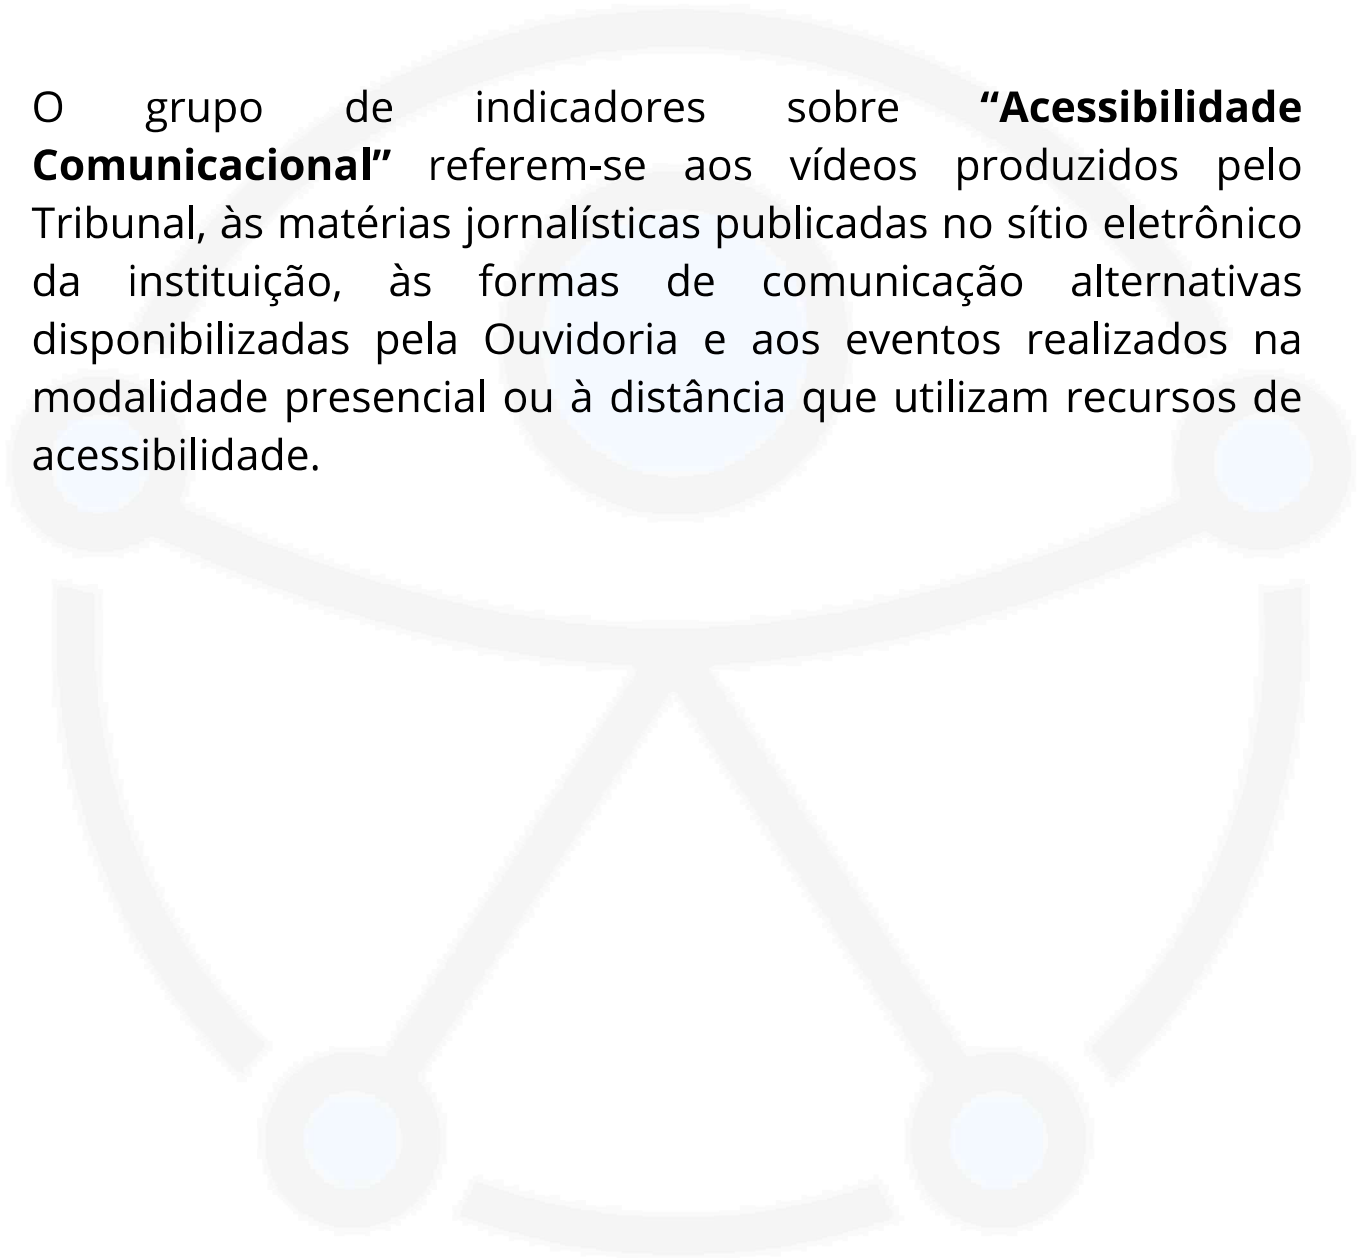 O grupo de indicadores sobre “Acessibilidade
Comunicacional” referem-se aos vídeos produzidos pelo
Tribunal, às matérias jornalísticas publicadas no sítio eletrônico
da instituição, às formas de comunicação alternativas
disponibilizadas pela Ouvidoria e aos eventos realizados na
modalidade presencial ou à distância que utilizam recursos de
acessibilidade.